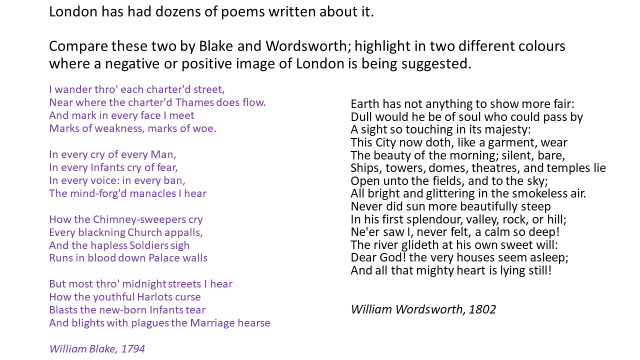 London has had dozens of poems written about it.
Compare these two by Blake and Wordsworth; highlight in two different colours
where a negative or positive image of London is being suggested.
I wander thro' each charter'd street,
Near where the charter'd Thames does flow.
And mark in every face I meet
Marks of weakness, marks of woe.
In every cry of every Man,
In every Infants cry of fear,
In every voice: in every ban,
The mind-forg'd manacles I hear
How the Chimney-sweepers cry
Every blackning Church appalls,
And the hapless Soldiers sigh
Runs in blood down Palace walls
But most thro' midnight streets I hear
How the youthful Harlots curse
Blasts the new-born Infants tear
And blights with plagues the Marriage hearse
William Blake, 1794
Earth has not anything to show more fair:
Dull would he be of soul who could pass by
A sight so touching in its majesty:
This City now doth, like a garment, wear
The beauty of the morning; silent, bare,
Ships, towers, domes, theatres, and temples lie
Open unto the fields, and to the sky;
All bright and glittering in the smokeless air.
Never did sun more beautifully steep
In his first splendour, valley, rock, or hill;
Ne'er saw I, never felt, a calm so deep!
The river glideth at his own sweet will:
Dear God! the very houses seem asleep;
And all that mighty heart is lying still!
William Wordsworth, 1802